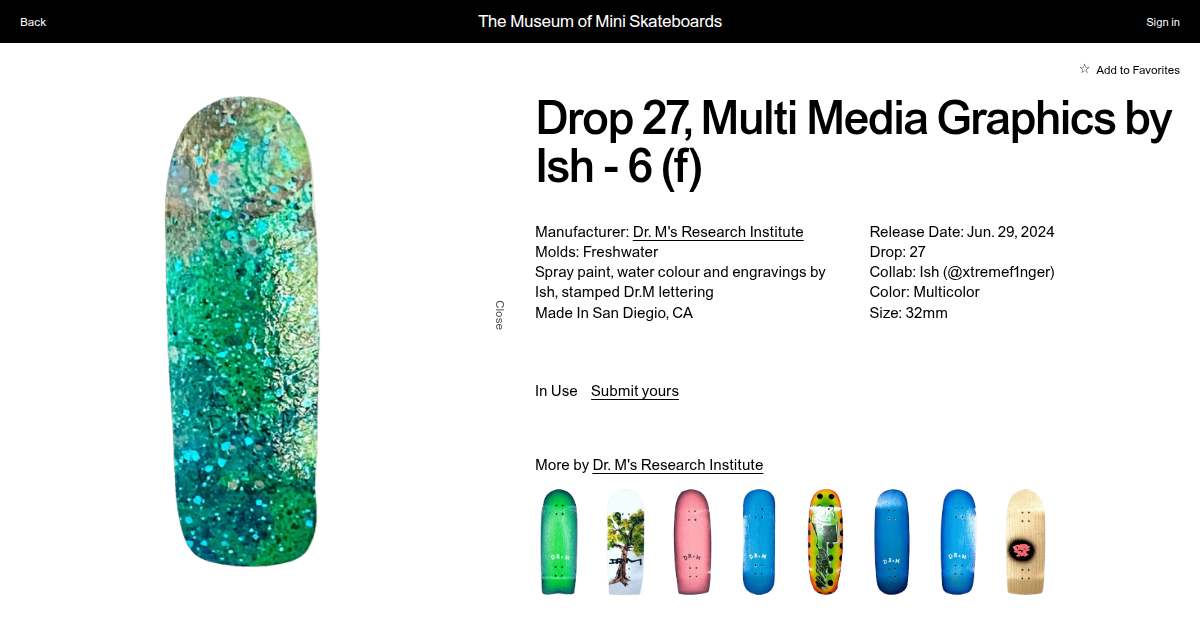 Back
The Museum of Mini Skateboards
Sign in
☆ Add to Favorites
Drop 27, Multi Media Graphics by
Ish - 6 (f)
Manufacturer: Dr. M's Research Institute
Molds: Freshwater
Spray paint, water colour and engravings by
Ish, stamped Dr.M lettering
Made In San Diegio, CA
Release Date: Jun. 29, 2024
Drop: 27
Collab: Ish (@xtremef1nger)
Color: Multicolor
Size: 32mm
Close
In Use Submit yours
More by Dr. M's Research Institute